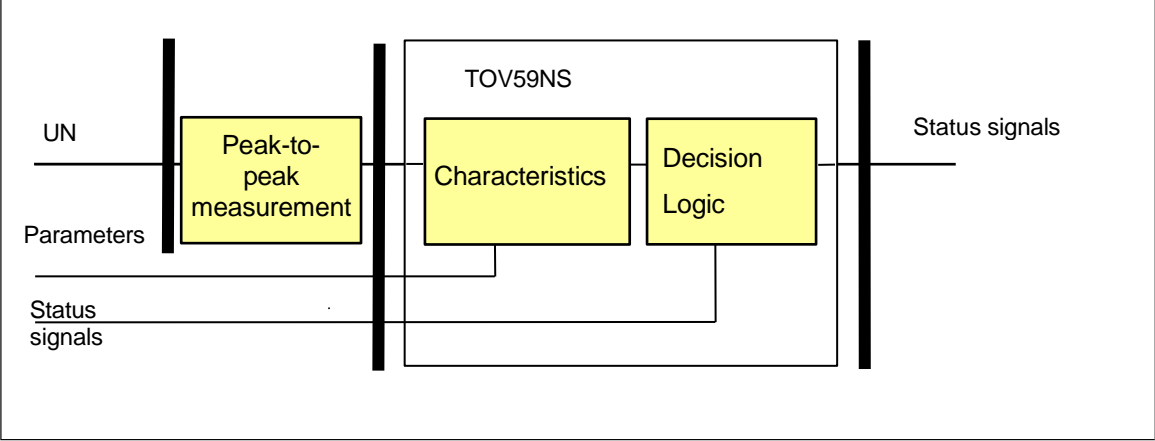 TOV59NS
UN
Peak-to-
peak
measurement
Characteristics
Decision
Logic
Status signals
Parameters
Status
signals